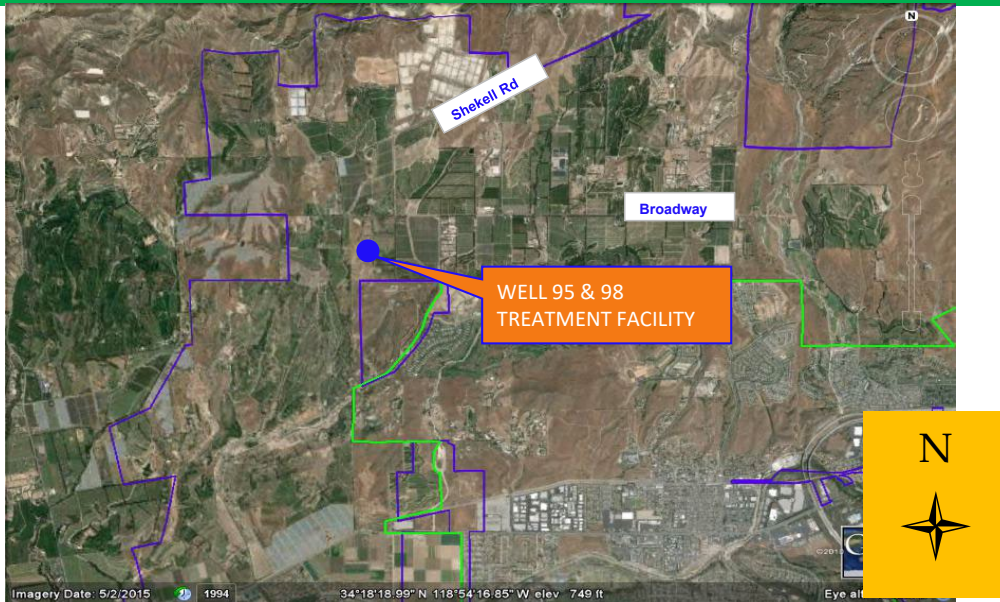 N
Shekell Rd
Broadway
WELL 95 & 98
TREATMENT FACILITY
N
Imagery Date: 5/2/2015 1994 34°18'18.99" N 118°54'16.85" W elev 749 ft Eye alt